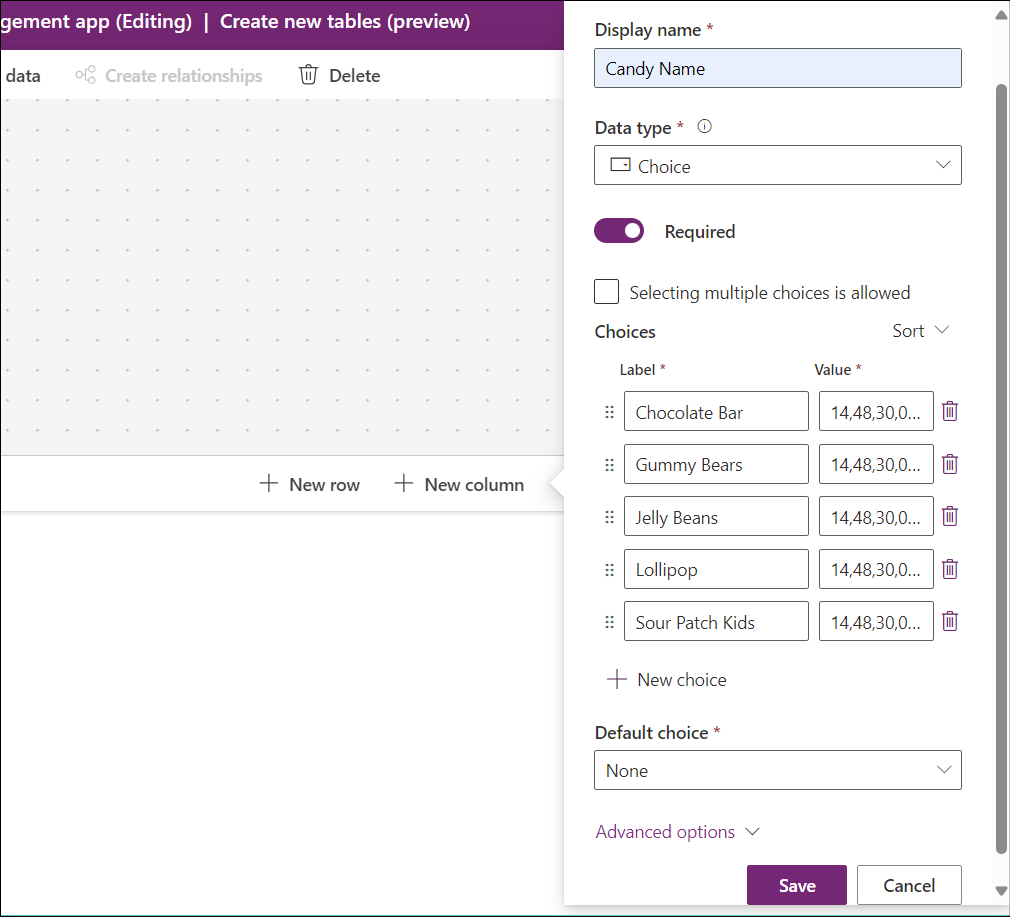 gement app (Editing) | Create new tables (preview)
data Create relationships Delete
New row New column
Display name *
Candy Name
Data type *
Choice
Required
Selecting multiple choices is allowed
Choices Sort
Label * Value *
Chocolate Bar 14,48,30,0...
Gummy Bears 14,48,30,0...
Jelly Beans 14,48,30,0...
Lollipop 14,48,30,0...
Sour Patch Kids 14,48,30,0...
New choice
Default choice *
None
Advanced options
Save Cancel